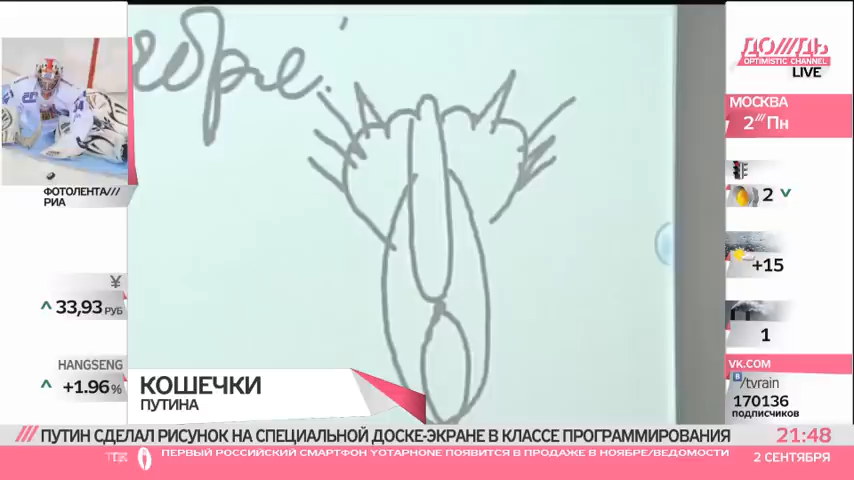 ДОЖДЬ
OPTIMISTIC CHANNEL
LIVE
МОСКВА
2 /// Пн
ФОТОЛЕНТА///
РИА
2
+15
¥
33,93 РУБ
1
HANGSENG
+1.96 %
VK.COM
/tvrain
170136
подписчиков
КОШЕЧКИ
ПУТИНА
/// ПУТИН СДЕЛАЛ РИСУНОК НА СПЕЦИАЛЬНОЙ ДОСКЕ-ЭКРАНЕ В КЛАССЕ ПРОГРАММИРОВАНИЯ
21:48
ПЕРВЫЙ РОССИЙСКИЙ СМАРТФОН YOTAPHONE ПОЯВИТСЯ В ПРОДАЖЕ В НОЯБРЕ/ВЕДОМОСТИ
2 СЕНТЯБРЯ